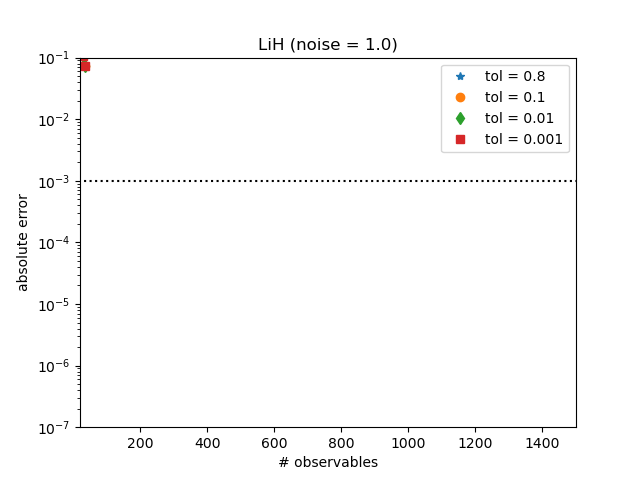 LiH (noise = 1.0)
absolute error
10⁻¹
10⁻²
10⁻³
10⁻⁴
10⁻⁵
10⁻⁶
10⁻⁷
tol = 0.8
tol = 0.1
tol = 0.01
tol = 0.001
200 400 600 800 1000 1200 1400
# observables